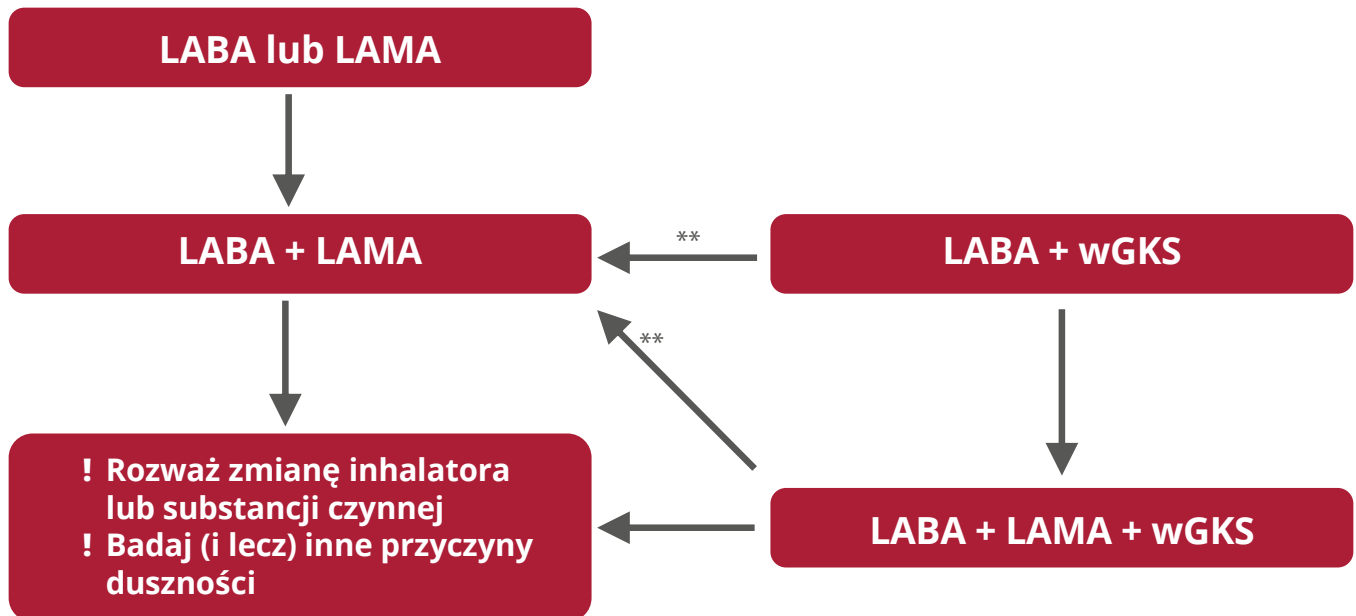 LABA lub LAMA
LABA + LAMA
**
LABA + wGKS
**
! Rozważ zmianę inhalatora
lub substancji czynnej
! Badaj (i lecz) inne przyczyny
duszności
LABA + LAMA + wGKS